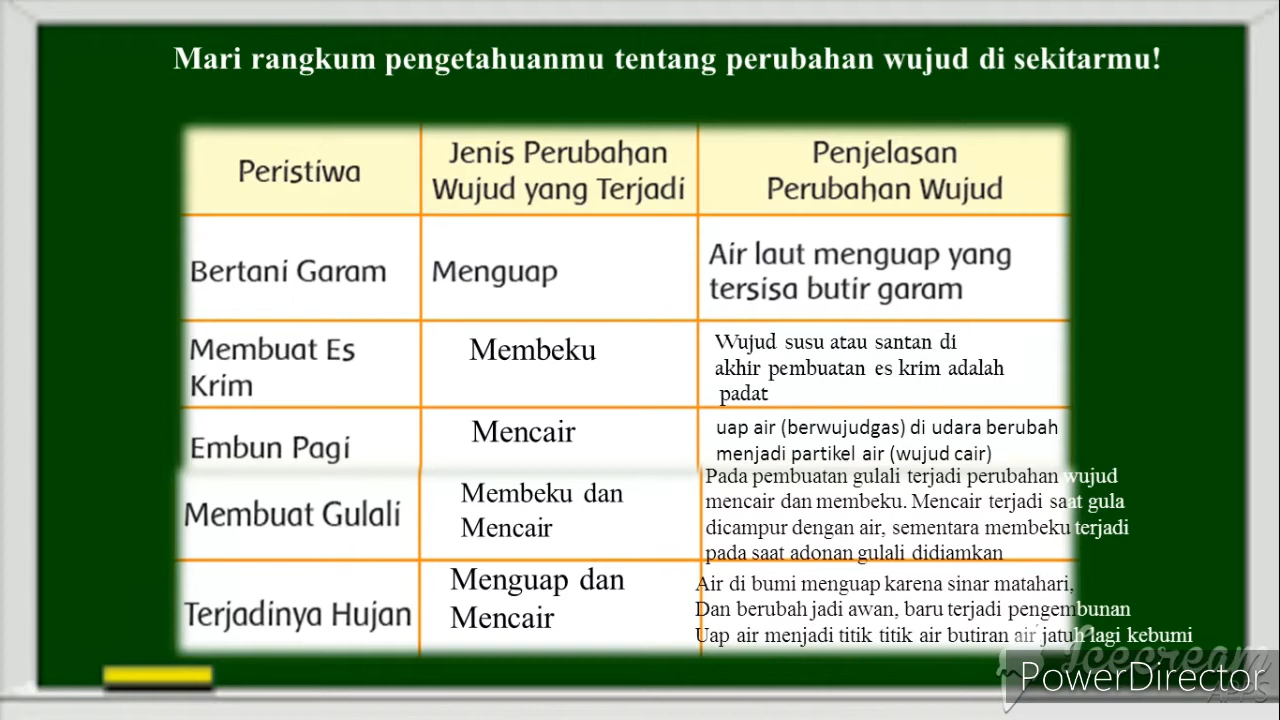 Mari rangkum pengetahuanmu tentang perubahan wujud di sekitarmu!
Peristiwa
Jenis Perubahan
Wujud yang Terjadi
Penjelasan
Perubahan Wujud
Bertani Garam
Menguap
Air laut menguap yang
tersisa butir garam
Membuat Es
Krim
Membeku
Wujud susu atau santan di
akhir pembuatan es krim adalah
padat
Embun Pagi
Mencair
uap air (berwujudgas) di udara berubah
menjadi partikel air (wujud cair)
Membuat Gulali
Membeku dan
Mencair
Pada pembuatan gulali terjadi perubahan wujud
mencair dan membeku. Mencair terjadi saat gula
dicampur dengan air, sementara membeku terjadi
pada saat adonan gulali didiamkan
Terjadinya Hujan
Menguap dan
Mencair
Air di bumi menguap karena sinar matahari,
Dan berubah jadi awan, baru terjadi pengembunan
Uap air menjadi titik titik air butiran air jatuh lagi kebumi
Icecream
APPS
PowerDirector